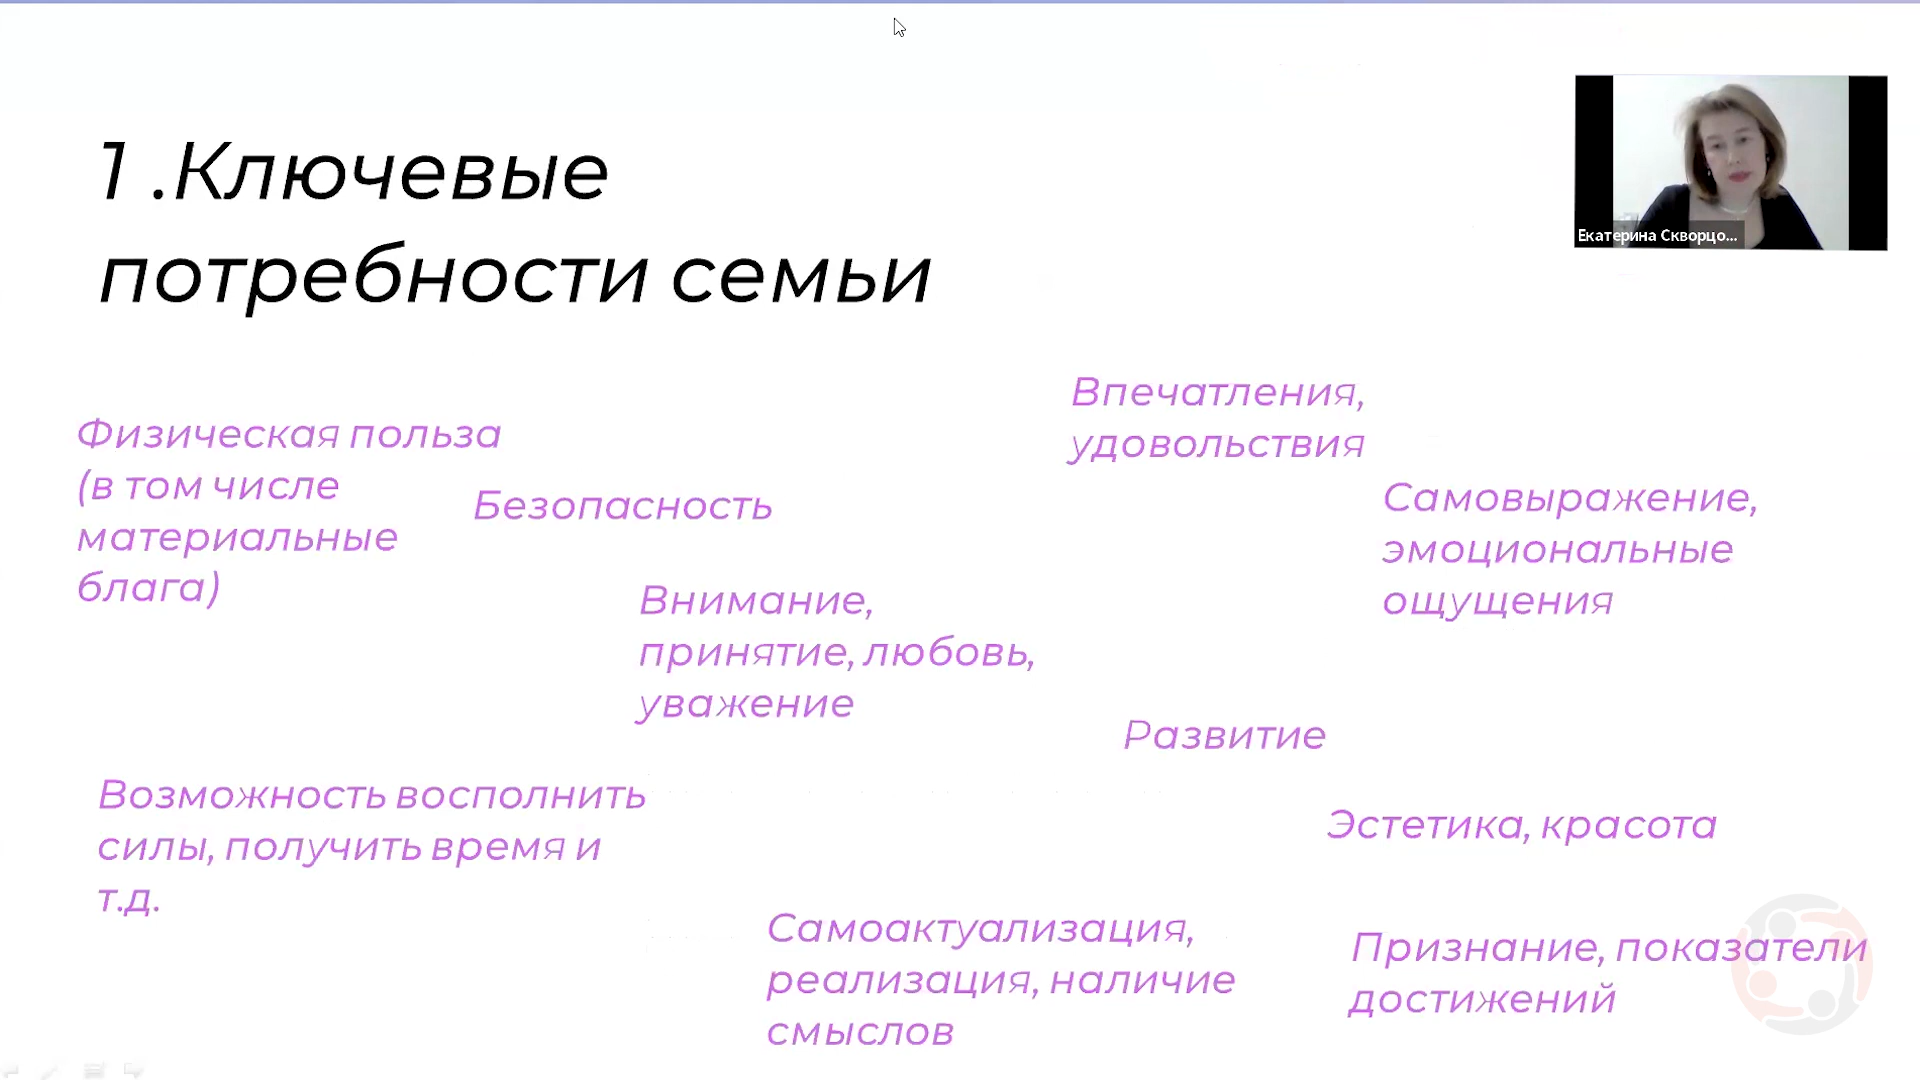 1 .Ключевые
потребности семьи
Екатерина Скворцо...
Физическая польза
(в том числе
материальные
блага)
Безопасность
Внимание,
принятие, любовь,
уважение
Впечатления,
удовольствия
Самовыражение,
эмоциональные
ощущения
Развитие
Возможность восполнить
силы, получить время и
т.д.
Эстетика, красота
Самоактуализация,
реализация, наличие
смыслов
Признание, показатели
достижений